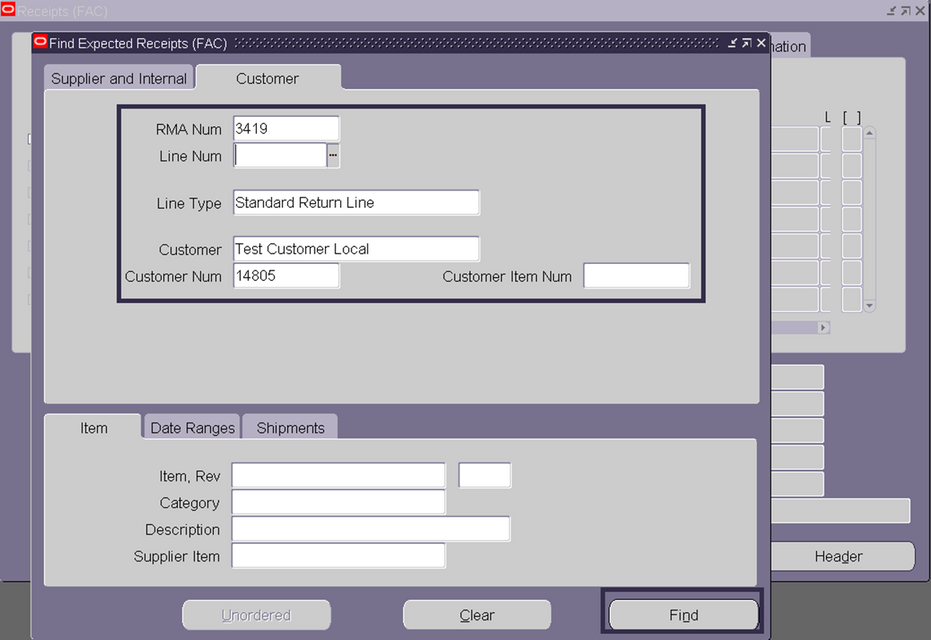 Receipts (FAC)
Find Expected Receipts (FAC)
Supplier and Internal Customer
RMA Num 3419
Line Num ...
Line Type Standard Return Line
Customer Test Customer Local
Customer Num 14805 Customer Item Num
L [ ]
Item Date Ranges Shipments
Item, Rev
Category
Description
Supplier Item
Header
Unordered Clear Find